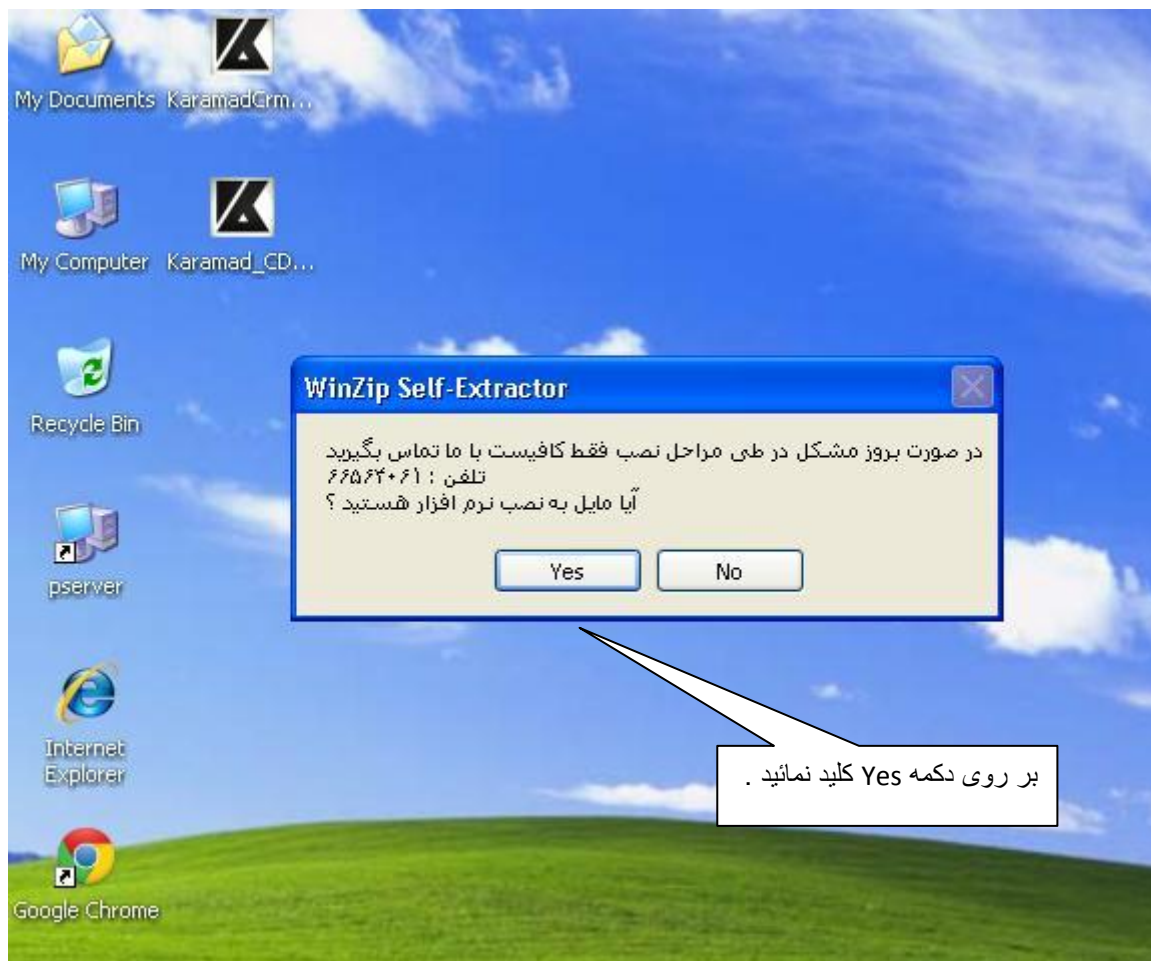 My Documents
KaramadCrm...
My Computer
Karamad_CD...
Recycle Bin
WinZip Self-Extractor
در صورت بروز مشکل در طی مراحل نصب فقط کافیست با ما تماس بگیرید
تلفن : ۶۶۵۶۴۰۶۱
آیا مایل به نصب نرم افزار هستید ؟
Yes
No
pserver
Internet
Explorer
بر روی دکمه Yes کلید نمائید .
Google Chrome